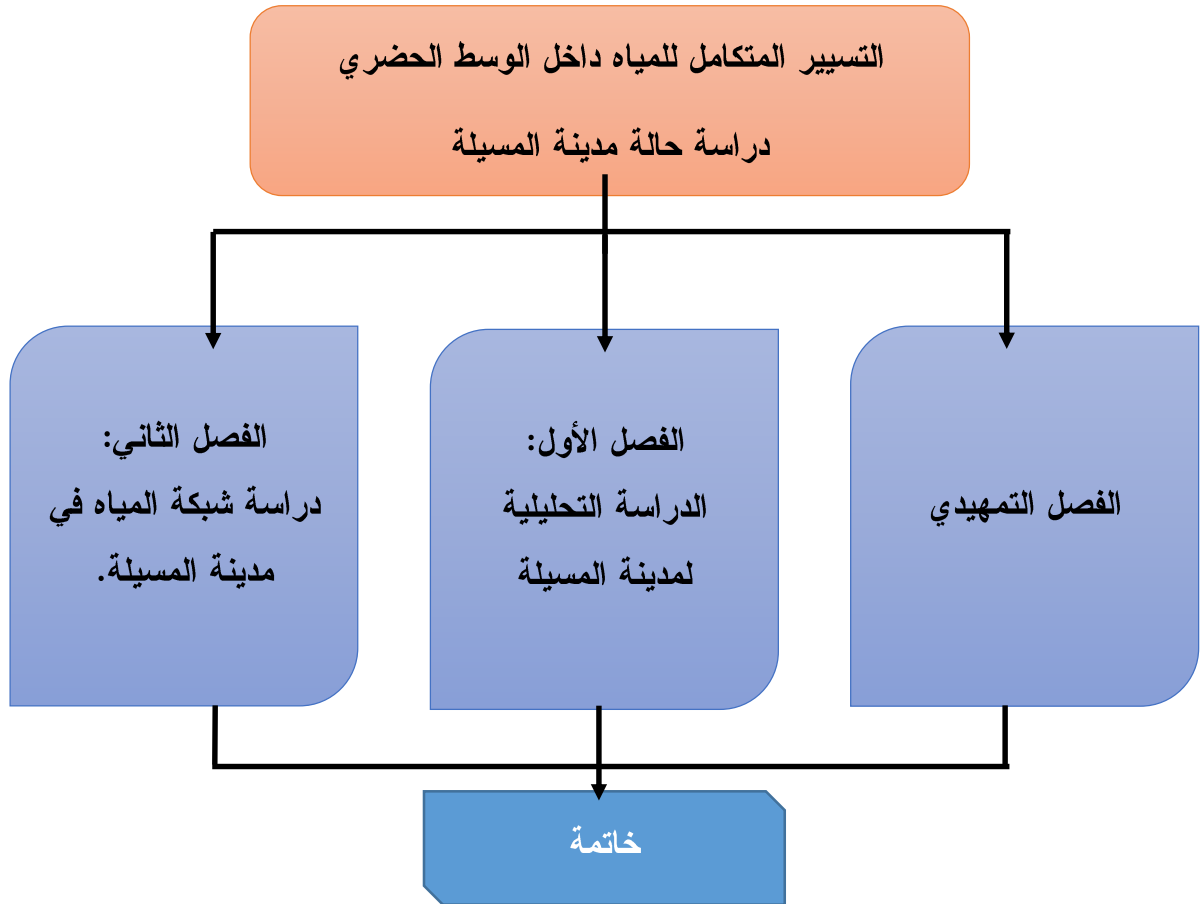 التسيير المتكامل للمياه داخل الوسط الحضري
دراسة حالة مدينة المسيلة
الفصل التمهيدي
الفصل الأول:
الدراسة التحليلية
لمدينة المسيلة
الفصل الثاني:
دراسة شبكة المياه في
مدينة المسيلة.
خاتمة